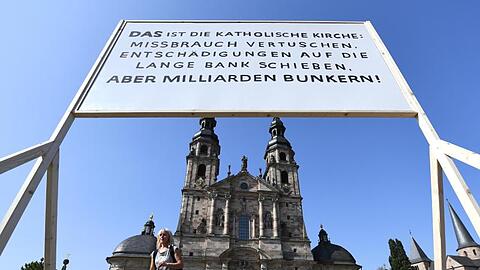 DAS IST DIE KATHOLISCHE KIRCHE:
MISSBRAUCH VERTUSCHEN,
ENTSCHÄDIGUNGEN AUF DIE
LANGE BANK SCHIEBEN,
ABER MILLIARDEN BUNKERN!